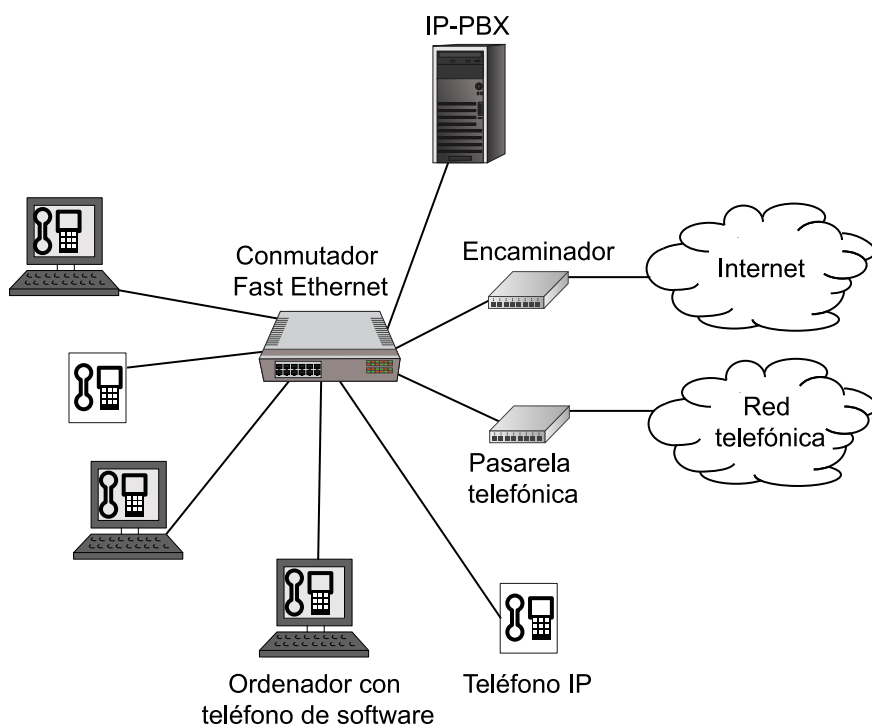 IP-PBX
Conmutador
Fast Ethernet
Encaminador
Internet
Red
telefónica
Pasarela
telefónica
Ordenador con
teléfono de software
Teléfono IP